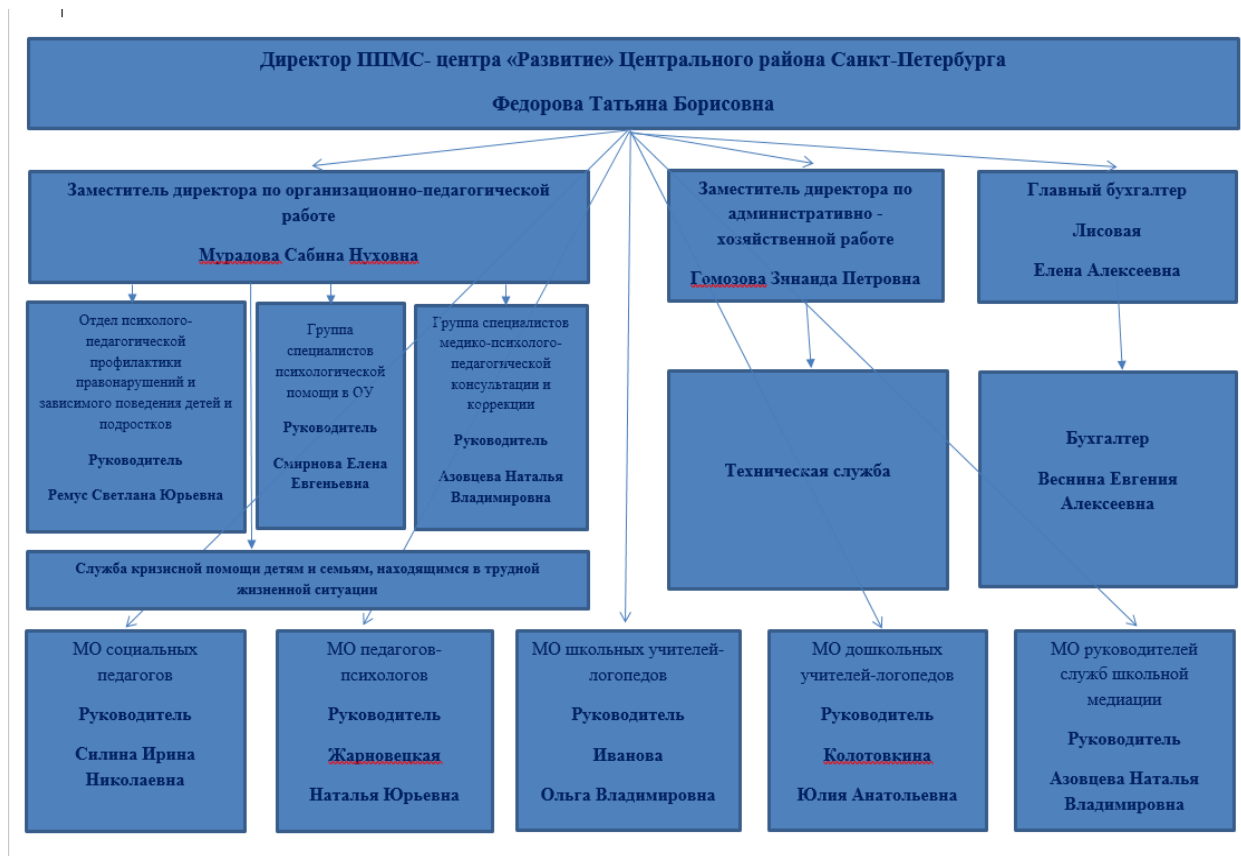 Директор ППМС- центра «Развитие» Центрального района Санкт-Петербурга
Федорова Татьяна Борисовна
Заместитель директора по организационно-педагогической
работе
Мурадова Сабина Нуховна
Заместитель директора по
административно -
хозяйственной работе
Гомозова Зинаида Петровна
Главный бухгалтер
Лисовая
Елена Алексеевна
Отдел психолого-
педагогической
профилактики
правонарушений и
зависимого поведения детей и
подростков
Руководитель
Ремус Светлана Юрьевна
Группа
специалистов
психологической
помощи в ОУ
Руководитель
Смирнова Елена
Евгеньевна
Группа специалистов
медико-психолого-
педагогической
консультации и
коррекции
Руководитель
Азовцева Наталья
Владимировна
Техническая служба
Бухгалтер
Веснина Евгения
Алексеевна
Служба кризисной помощи детям и семьям, находящимся в трудной
жизненной ситуации
МО социальных
педагогов
Руководитель
Силина Ирина
Николаевна
МО педагогов-
психологов
Руководитель
Жарновецкая
Наталья Юрьевна
МО школьных учителей-
логопедов
Руководитель
Иванова
Ольга Владимировна
МО дошкольных
учителей-логопедов
Руководитель
Колотовкина
Юлия Анатольевна
МО руководителей
служб школьной
медиации
Руководитель
Азовцева Наталья
Владимировна